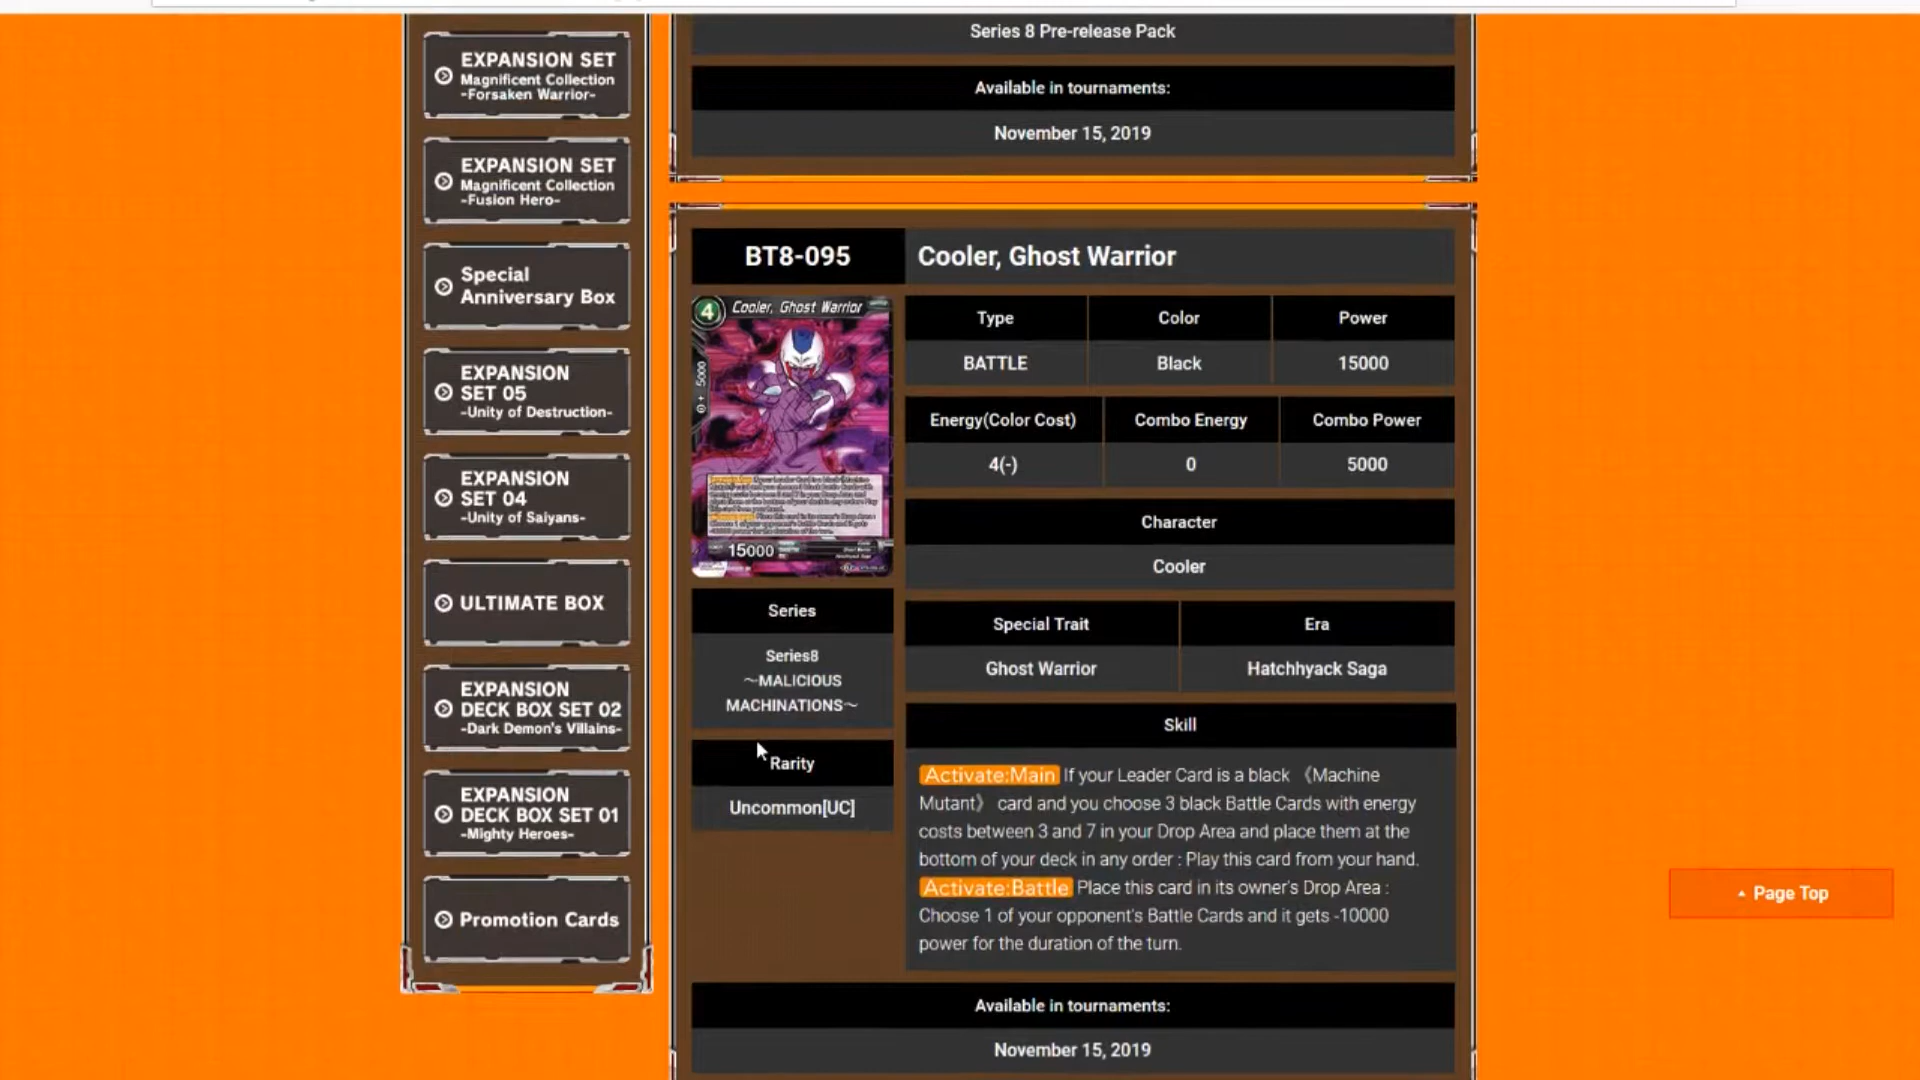 EXPANSION SET
Magnificent Collection
-Forsaken Warrior-
EXPANSION SET
Magnificent Collection
-Fusion Hero-
Special
Anniversary Box
EXPANSION
SET 05
-Unity of Destruction-
EXPANSION
SET 04
-Unity of Saiyans-
ULTIMATE BOX
EXPANSION
DECK BOX SET 02
-Dark Demon's Villains-
EXPANSION
DECK BOX SET 01
-Mighty Heroes-
Promotion Cards
Series 8 Pre-release Pack
Available in tournaments:
November 15, 2019
BT8-095
Cooler, Ghost Warrior
4
Cooler, Ghost Warrior
5000
15000
Series
Series8
～MALICIOUS
MACHINATIONS～
Rarity
Uncommon[UC]
Type
Color
Power
BATTLE
Black
15000
Energy(Color Cost)
Combo Energy
Combo Power
4(-)
0
5000
Character
Cooler
Special Trait
Era
Ghost Warrior
Hatchhyack Saga
Skill
Activate:Main If your Leader Card is a black 《Machine
Mutant》 card and you choose 3 black Battle Cards with energy
costs between 3 and 7 in your Drop Area and place them at the
bottom of your deck in any order : Play this card from your hand.
Activate:Battle Place this card in its owner's Drop Area :
Choose 1 of your opponent's Battle Cards and it gets -10000
power for the duration of the turn.
Available in tournaments:
November 15, 2019
Page Top